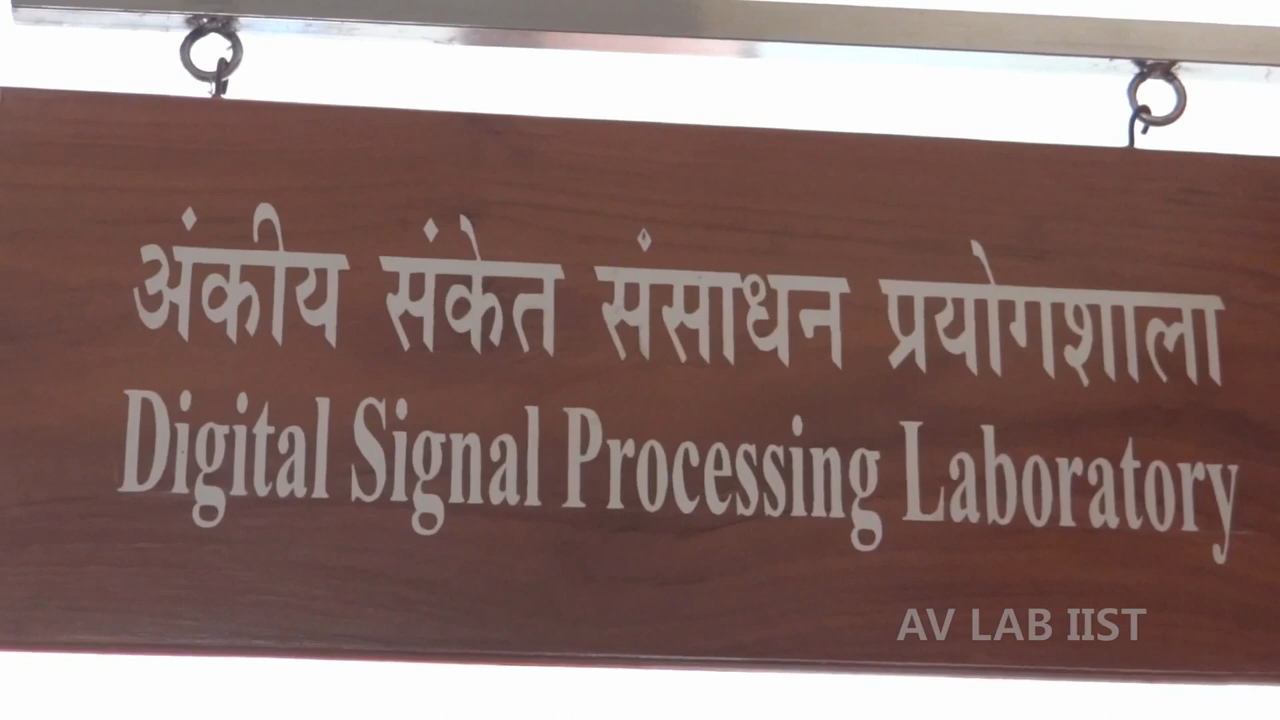 अंकीय संकेत संसाधन प्रयोगशाला
Digital Signal Processing Laboratory
AV LAB IIST